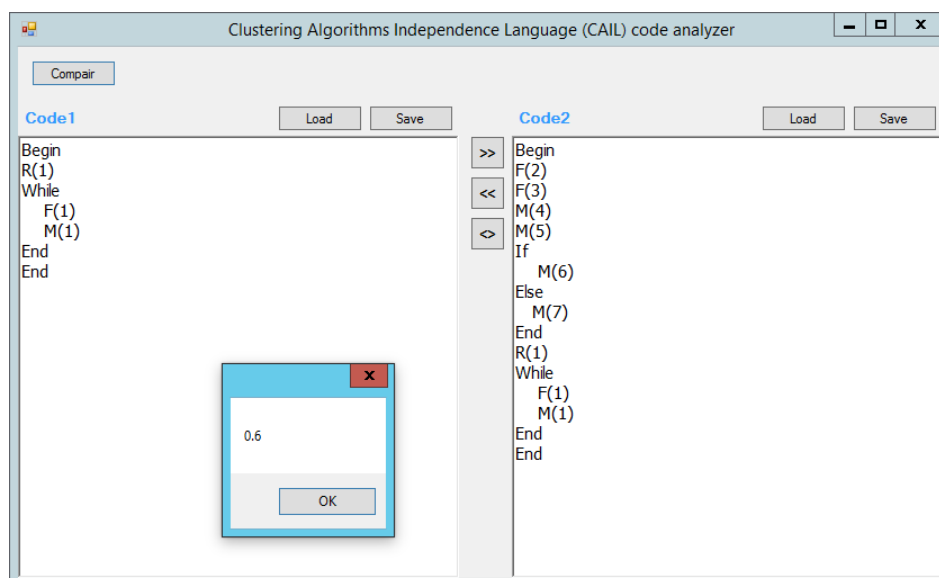 Clustering Algorithms Independence Language (CAIL) code analyzer
Compair
Code1
Load
Save
Begin
R(1)
While
F(1)
M(1)
End
End
>>
<<
<>
Code2
Load
Save
Begin
F(2)
F(3)
M(4)
M(5)
If
M(6)
Else
M(7)
End
R(1)
While
F(1)
M(1)
End
End
x
0.6
OK